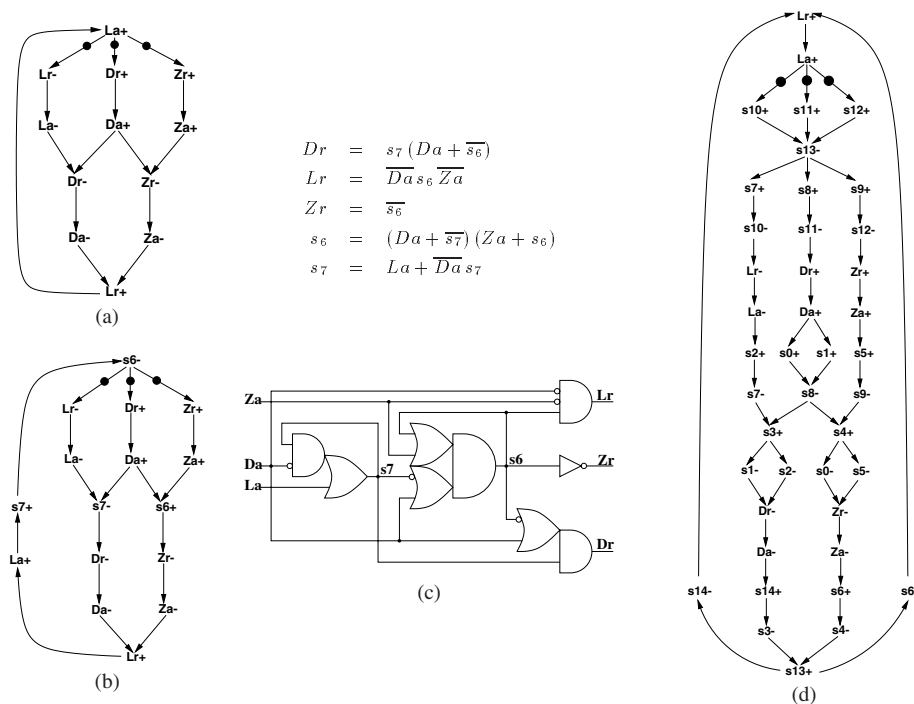 La+
Lr- Dr+ Zr+
La- Da+ Za+
Dr- Zr-
Da- Za-
Lr+
(a)
Dr = s7 (Da + s̅6̅)
Lr = D̅a̅ s6 Z̅a̅
Zr = s̅6̅
s6 = (Da + s̅7̅) (Za + s6)
s7 = La + D̅a̅ s7
s6-
Lr- Dr+ Zr+
La- Da+ Za+
s7+ s7- s6+
La+ Dr- Zr-
Da- Za-
Lr+
(b)
Za Lr
Da s7 s6 Zr
La
Dr
(c)
Lr+
La+
s10+ s11+ s12+
s13-
s7+ s8+ s9+
s10- s11- s12-
Lr- Dr+ Zr+
La- Da+ Za+
s2+ s0+ s1+ s5+
s7- s8- s9-
s3+ s4+
s1- s2- s0- s5-
Dr- Zr-
Da- Za-
s14- s14+ s6+ s6
s3- s4-
s13+
(d)